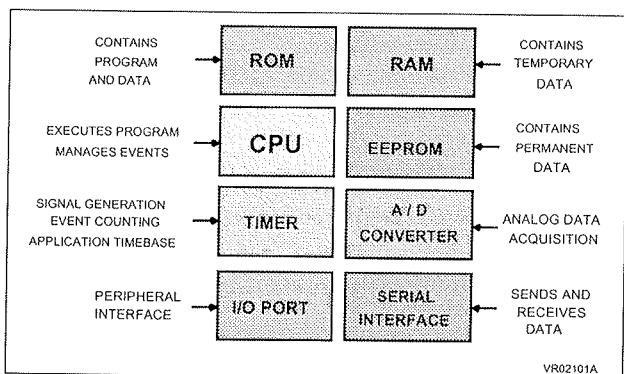 CONTAINS
PROGRAM
AND DATA
ROM
RAM
CONTAINS
TEMPORARY
DATA
EXECUTES PROGRAM
MANAGES EVENTS
CPU
EEPROM
CONTAINS
PERMANENT
DATA
SIGNAL GENERATION
EVENT COUNTING
APPLICATION TIMEBASE
TIMER
A / D
CONVERTER
ANALOG DATA
ACQUISITION
PERIPHERAL
INTERFACE
I/O PORT
SERIAL
INTERFACE
SENDS AND
RECEIVES
DATA
VR02101A